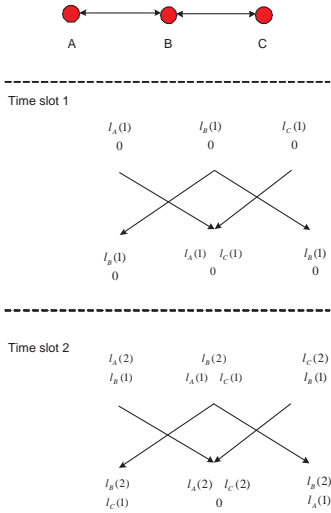 A B C
Time slot 1
l_A(1) l_B(1) l_C(1)
0 0 0
l_B(1) l_A(1) l_C(1) l_B(1)
0 0 0
Time slot 2
l_A(2) l_B(2) l_C(2)
l_B(1) l_A(1) l_C(1) l_B(1)
l_B(2) l_A(2) l_C(2) l_B(2)
l_C(1) 0 l_A(1)